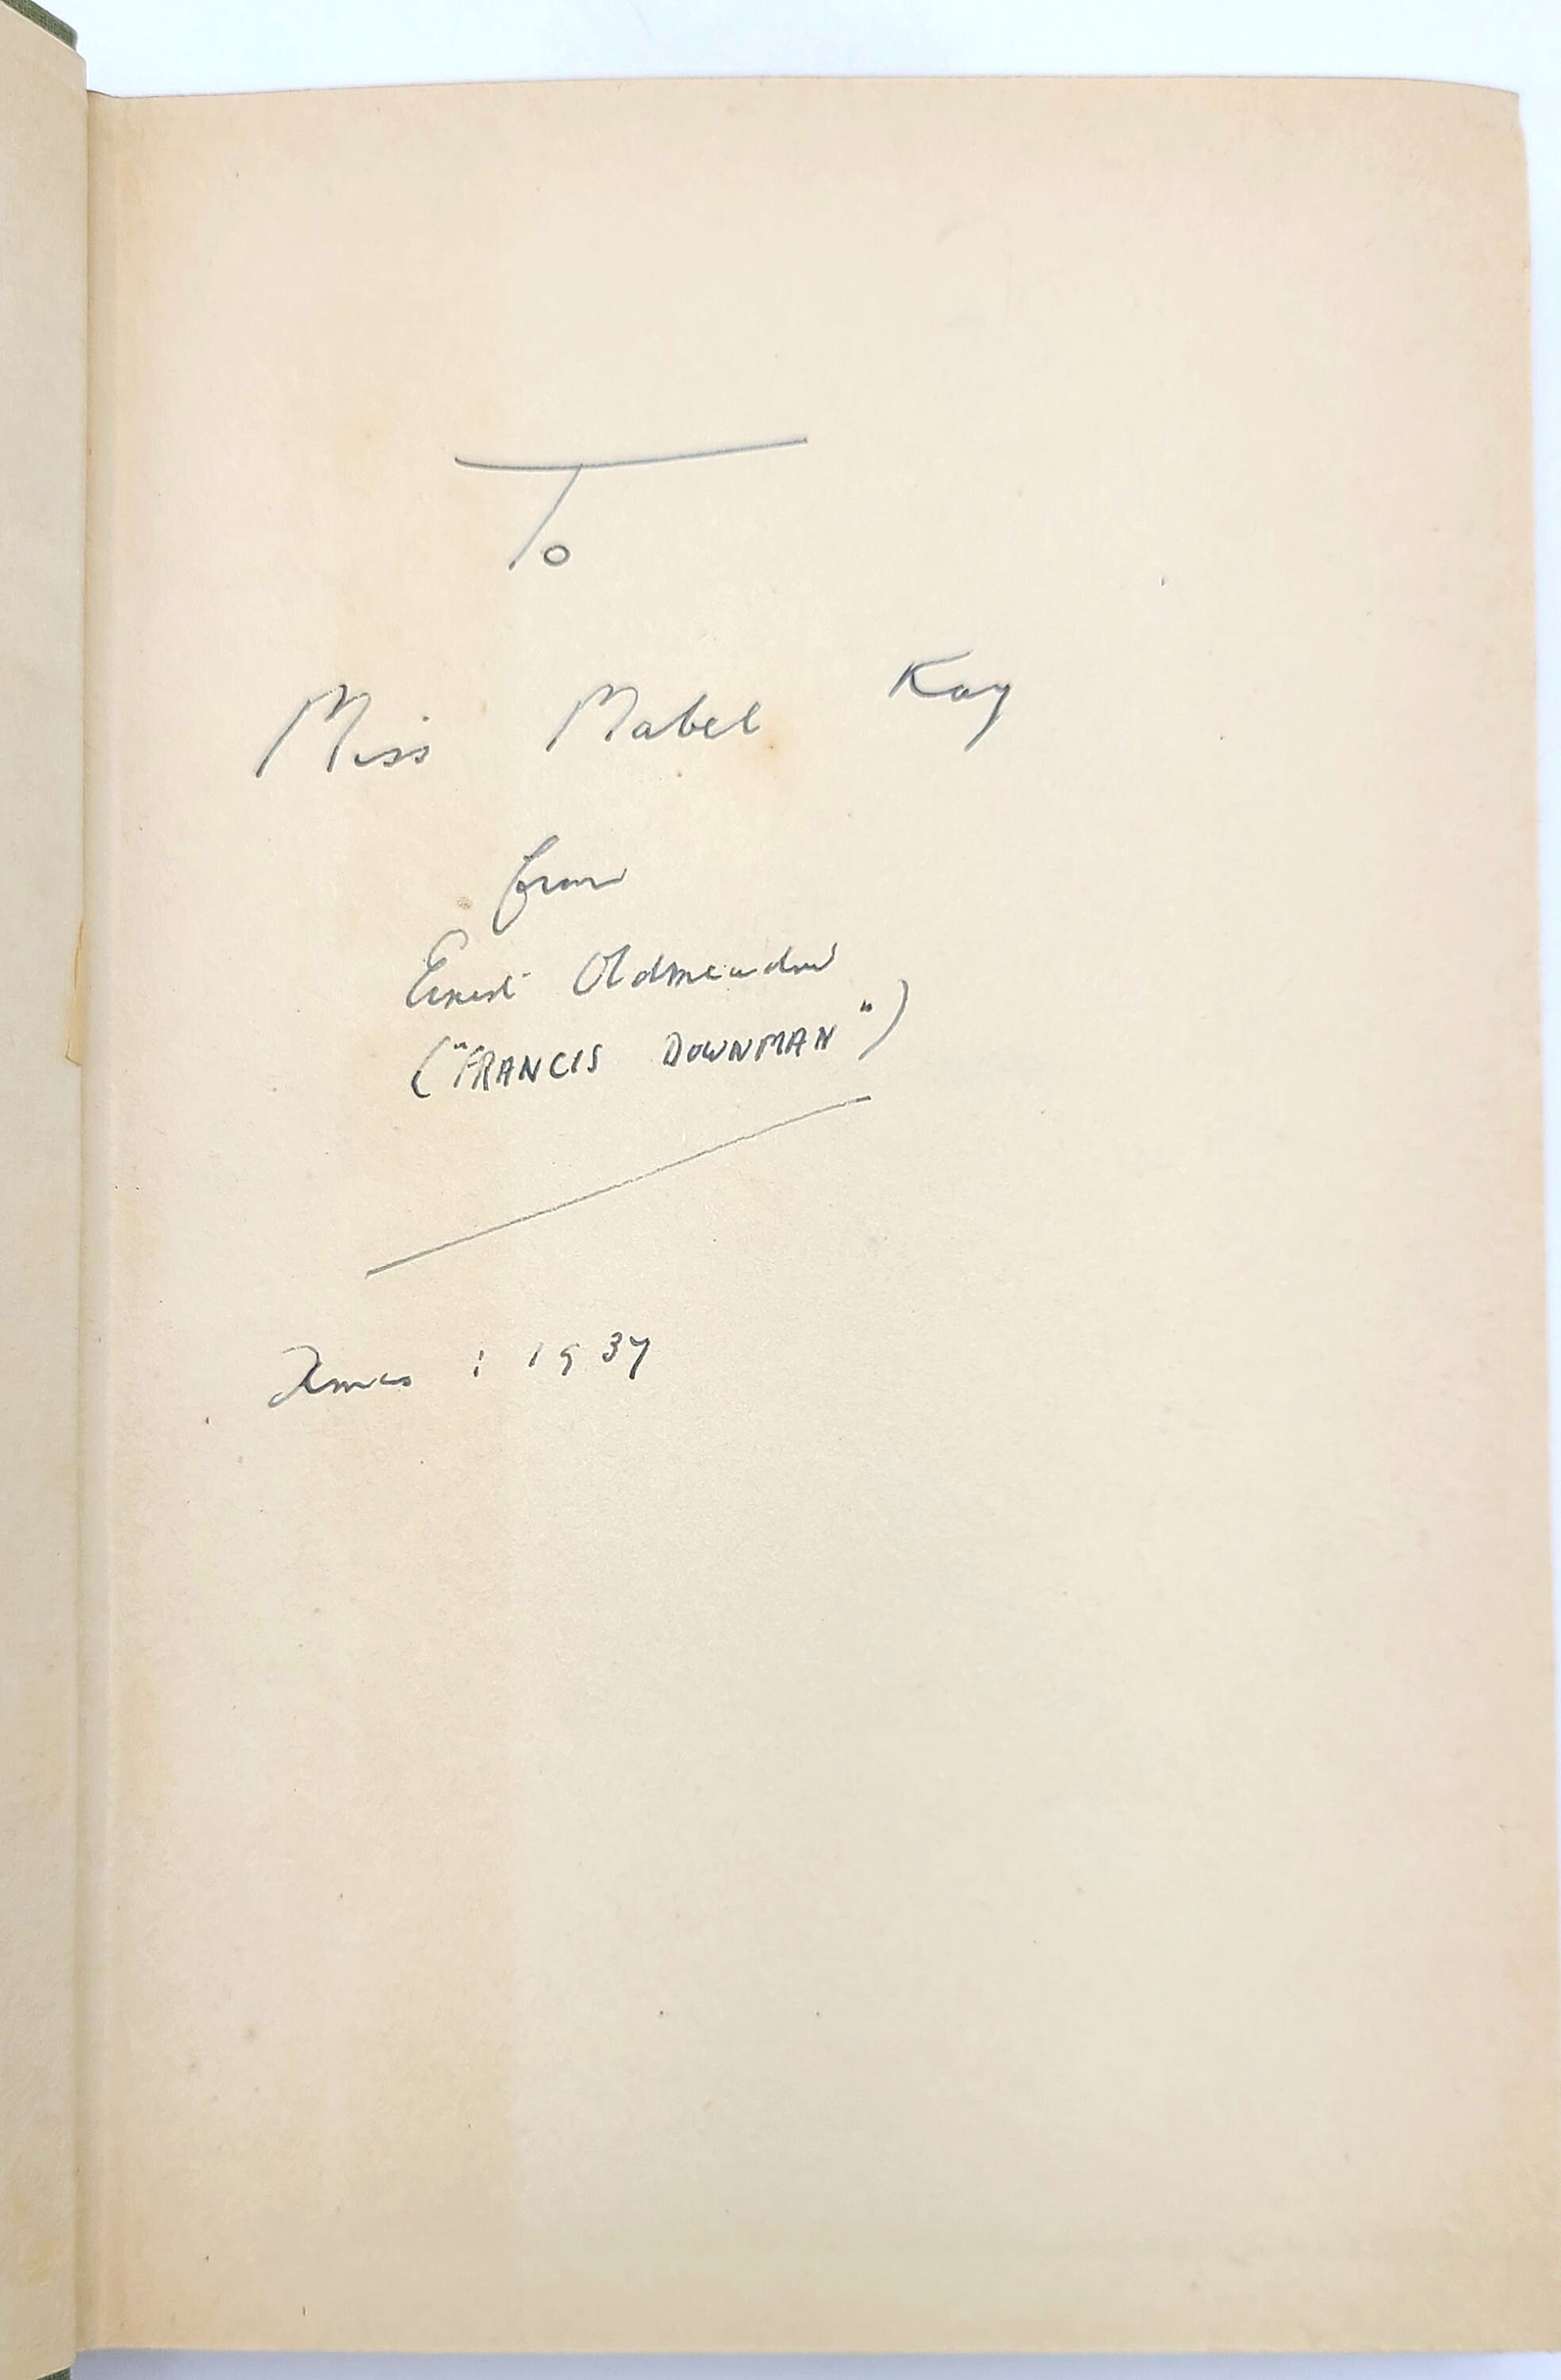 To
Miss Mabel Kay
from
Ernest Oldmeadow
("FRANCIS DOWNMAN")
Xmas : 1937